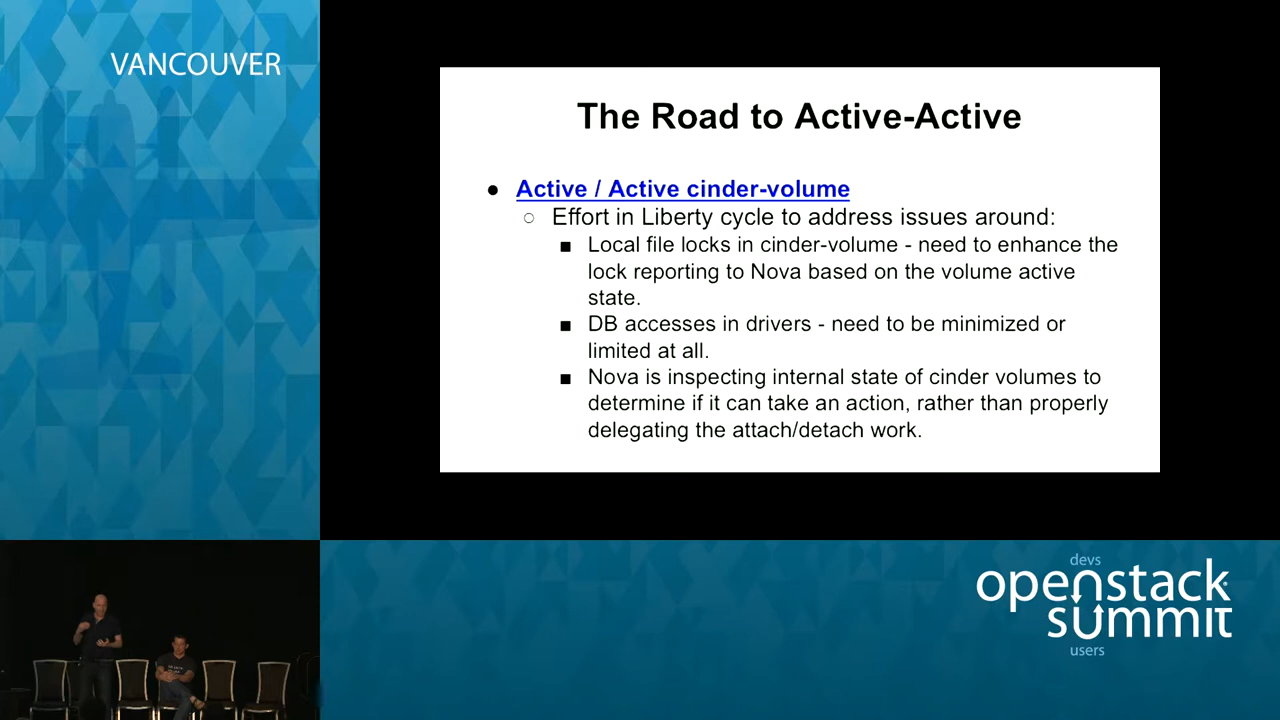 VANCOUVER
The Road to Active-Active
● Active / Active cinder-volume
○ Effort in Liberty cycle to address issues around:
■ Local file locks in cinder-volume - need to enhance the
lock reporting to Nova based on the volume active
state.
■ DB accesses in drivers - need to be minimized or
limited at all.
■ Nova is inspecting internal state of cinder volumes to
determine if it can take an action, rather than properly
delegating the attach/detach work.
devs
openstack
summit
users